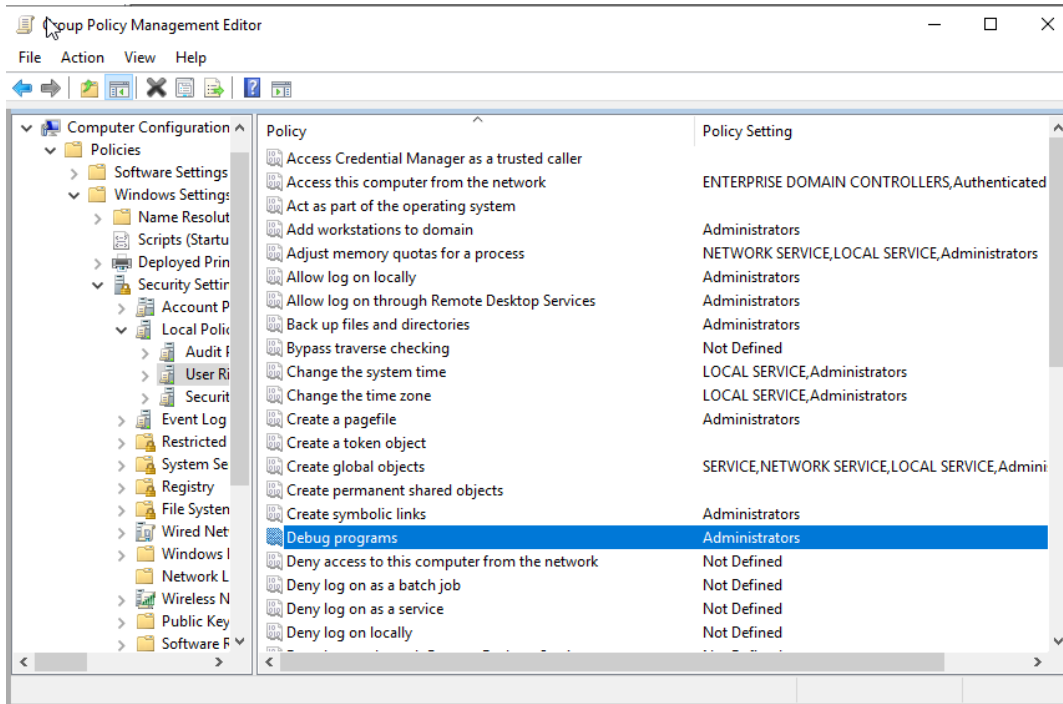 Group Policy Management Editor
File Action View Help
Computer Configuration
Policies
Software Settings
Windows Settings
Name Resolut
Scripts (Startu
Deployed Prin
Security Settin
Account P
Local Polic
Audit P
User Ri
Securit
Event Log
Restricted
System Se
Registry
File System
Wired Net
Windows
Network L
Wireless N
Public Key
Software R
Policy Policy Setting
Access Credential Manager as a trusted caller
Access this computer from the network ENTERPRISE DOMAIN CONTROLLERS,Authenticated
Act as part of the operating system
Add workstations to domain Administrators
Adjust memory quotas for a process NETWORK SERVICE,LOCAL SERVICE,Administrators
Allow log on locally Administrators
Allow log on through Remote Desktop Services Administrators
Back up files and directories Administrators
Bypass traverse checking Not Defined
Change the system time LOCAL SERVICE,Administrators
Change the time zone LOCAL SERVICE,Administrators
Create a pagefile Administrators
Create a token object
Create global objects SERVICE,NETWORK SERVICE,LOCAL SERVICE,Admini
Create permanent shared objects
Create symbolic links Administrators
Debug programs Administrators
Deny access to this computer from the network Not Defined
Deny log on as a batch job Not Defined
Deny log on as a service Not Defined
Deny log on locally Not Defined